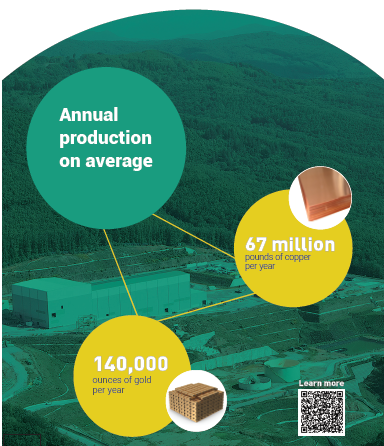 Annual
production
on average
67 million
pounds of copper
per year
140,000
ounces of gold
per year
Learn more